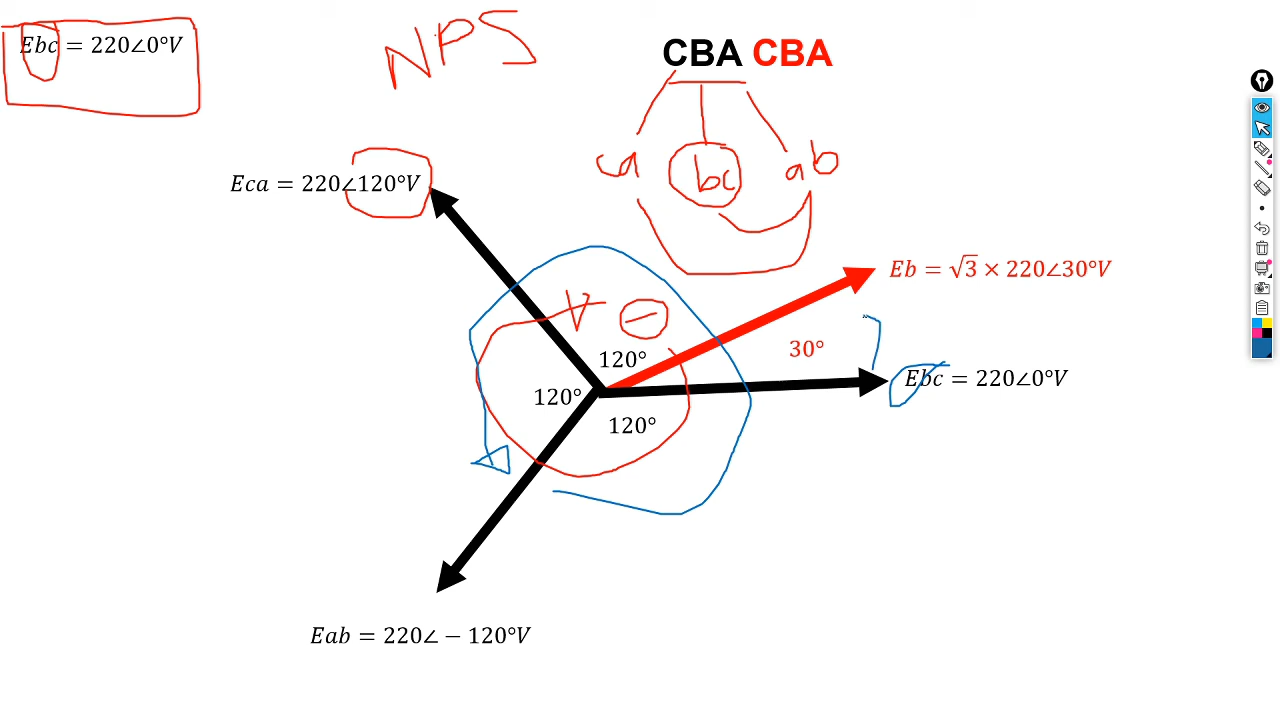 Ebc = 220∠0°V
NPS
CBA CBA
ca bc ab
Eca = 220∠120°V
Eb = √3 × 220∠30°V
30°
120°
120°
120°
Ebc = 220∠0°V
Eab = 220∠ − 120°V